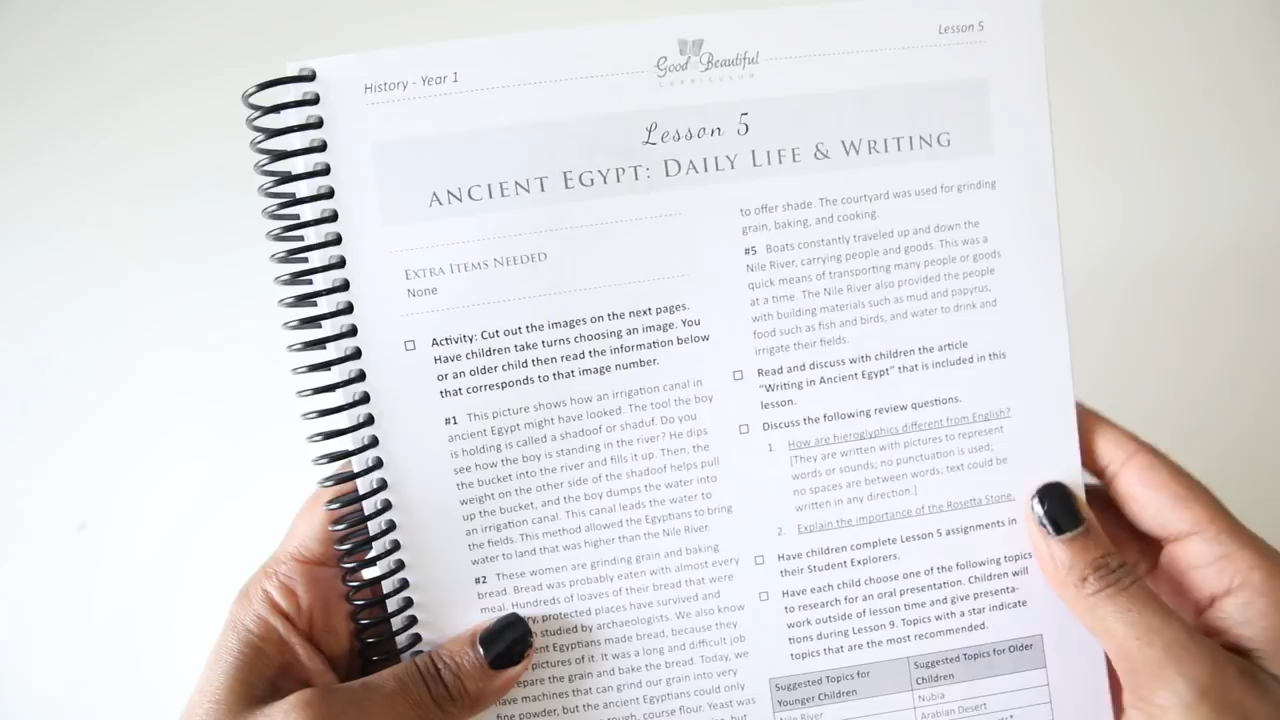 History - Year 1
Good Beautiful
CURRICULUM
Lesson 5
Lesson 5
ANCIENT EGYPT: DAILY LIFE & WRITING
EXTRA ITEMS NEEDED
None
Activity: Cut out the images on the next pages.
Have children take turns choosing an image. You
or an older child then read the information below
that corresponds to that image number.
#1 This picture shows how an irrigation canal in
ancient Egypt might have looked. The tool the boy
is holding is called a shadoof or shaduf. Do you
see how the boy is standing in the river? He dips
the bucket into the river and fills it up. Then, the
weight on the other side of the shadoof helps pull
up the bucket, and the boy dumps the water into
an irrigation canal. This canal leads the water to
the fields. This method allowed the Egyptians to bring
water to land that was higher than the Nile River.
#2 These women are grinding grain and baking
bread. Bread was probably eaten with almost every
meal. Hundreds of loaves of their bread that were
ry, protected places have survived and
studied by archaeologists. We also know
ent Egyptians made bread, because they
pictures of it. It was a long and difficult job
epare the grain and bake the bread. Today, we
have machines that can grind our grain into very
fine powder, but the ancient Egyptians could only
rough, course flour. Yeast was
but
to offer shade. The courtyard was used for grinding
grain, baking, and cooking.
#5 Boats constantly traveled up and down the
Nile River, carrying people and goods. This was a
quick means of transporting many people or goods
at a time. The Nile River also provided the people
with building materials such as mud and papyrus,
food such as fish and birds, and water to drink and
irrigate their fields.
Read and discuss with children the article
"Writing in Ancient Egypt" that is included in this
lesson.
Discuss the following review questions.
1. How are hieroglyphics different from English?
[They are written with pictures to represent
words or sounds; no punctuation is used;
no spaces are between words; text could be
written in any direction.]
2. Explain the importance of the Rosetta Stone.
Have children complete Lesson 5 assignments in
their Student Explorers.
Have each child choose one of the following topics
to research for an oral presentation. Children will
work outside of lesson time and give presenta-
tions during Lesson 9. Topics with a star indicate
topics that are the most recommended.
Suggested Topics for
Younger Children
Suggested Topics for Older
Children
Nile River
Nubia
Arabian Desert